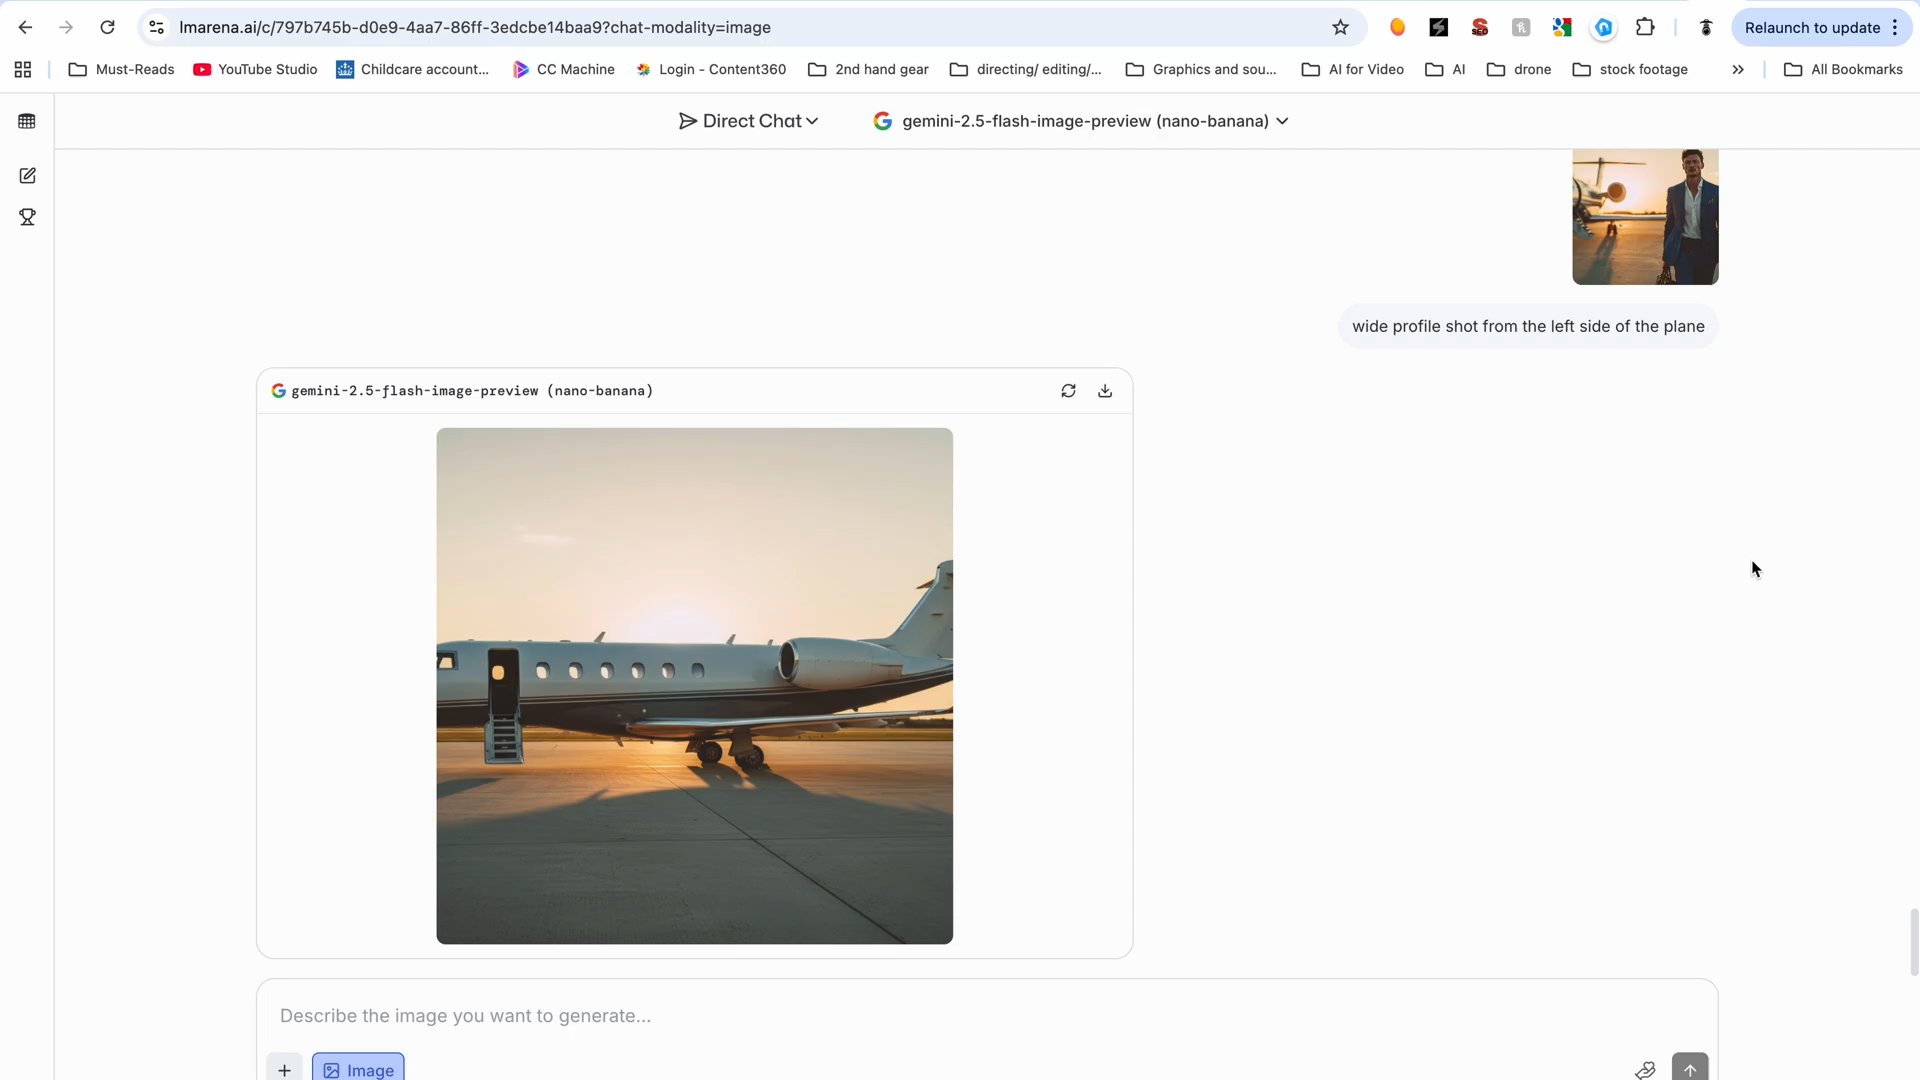 lmarena.ai/c/797b745b-d0e9-4aa7-86ff-3edcbe14baa9?chat-modality=image
Relaunch to update
Must-Reads
YouTube Studio
Childcare account...
CC Machine
Login - Content360
2nd hand gear
directing/ editing/...
Graphics and sou...
AI for Video
AI
drone
stock footage
All Bookmarks
Direct Chat
gemini-2.5-flash-image-preview (nano-banana)
wide profile shot from the left side of the plane
gemini-2.5-flash-image-preview (nano-banana)
Describe the image you want to generate...
Image